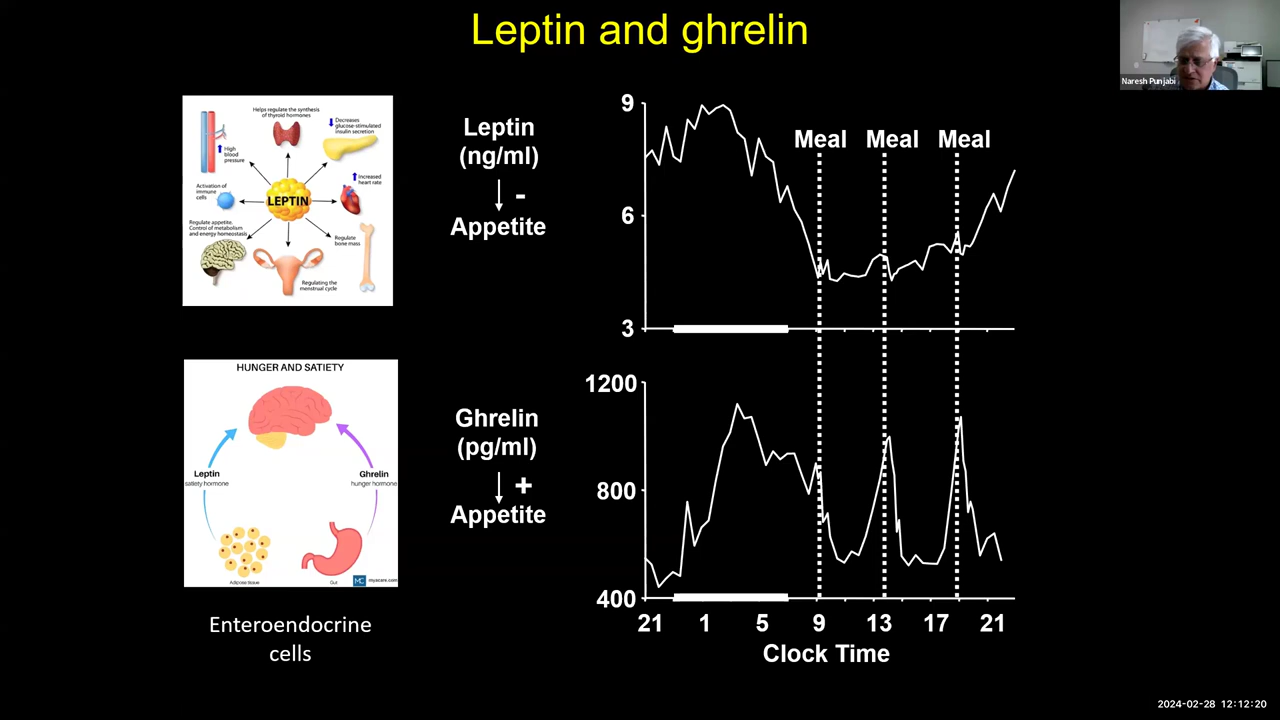 Leptin and ghrelin
Naresh Punjabi
Helps regulate the synthesis
of thyroid hormones
Decreases
glucose-stimulated
insulin secretion
High
blood
pressure
Increased
heart rate
Activation of
immune
cells
LEPTIN
Regulate appetite.
Control of metabolism
and energy homeostasis
Regulate
bone mass
Regulating the
menstrual cycle
Leptin
(ng/ml)
-
Appetite
9
6
3
Meal Meal Meal
HUNGER AND SATIETY
Leptin
satiety hormone
Ghrelin
hunger hormone
Adipose tissue
Gut
MC
Enteroendocrine
cells
Ghrelin
(pg/ml)
+
Appetite
1200
800
400
21 1 5 9 13 17 21
Clock Time
2024-02-28 12:12:20